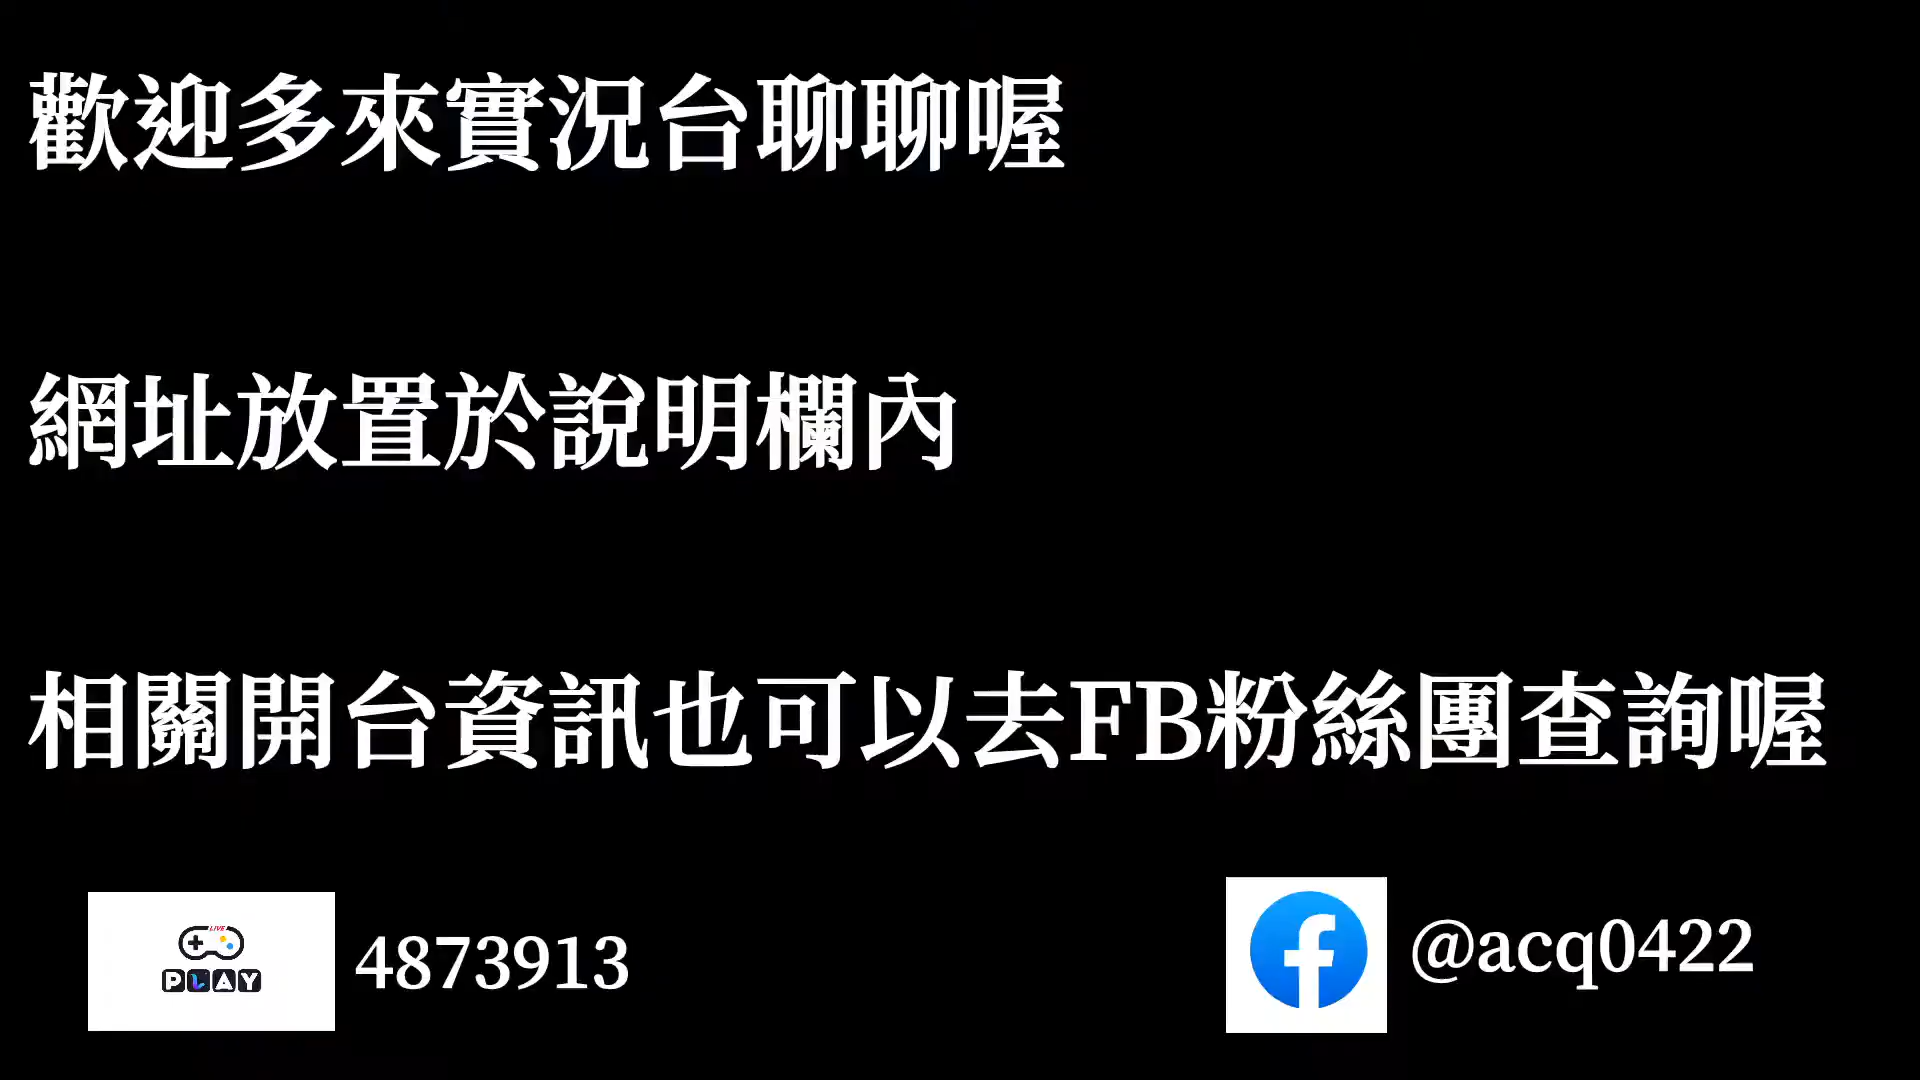 歡迎多來實況台聊聊喔
網址放置於說明欄內
相關開台資訊也可以去FB粉絲團查詢喔
LIVE
PLAY
4873913
@acq0422